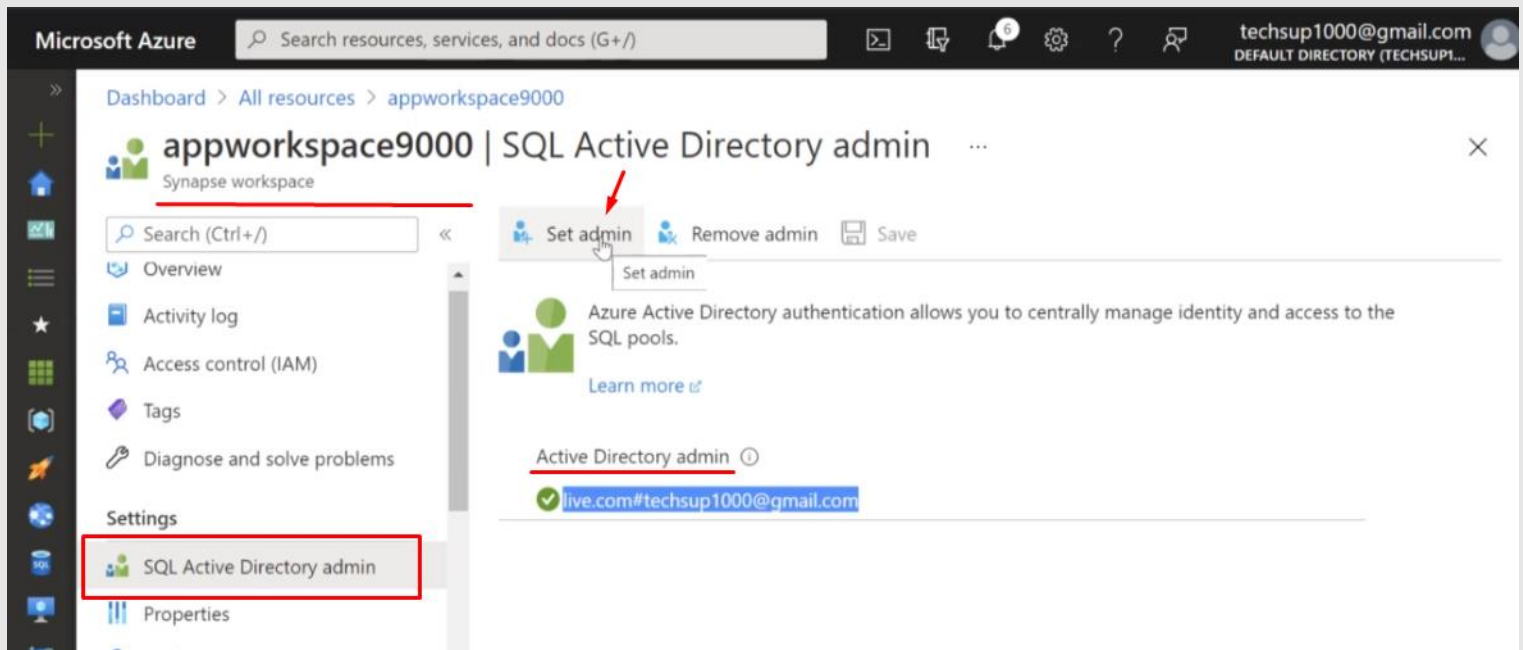 Microsoft Azure
Search resources, services, and docs (G+/)
6
techsup1000@gmail.com
DEFAULT DIRECTORY (TECHSUP1...
Dashboard > All resources > appworkspace9000
appworkspace9000 | SQL Active Directory admin ...
Synapse workspace
Search (Ctrl+/)
Overview
Activity log
Access control (IAM)
Tags
Diagnose and solve problems
Settings
SQL Active Directory admin
Properties
Set admin
Remove admin
Save
Set admin
Azure Active Directory authentication allows you to centrally manage identity and access to the
SQL pools.
Learn more
Active Directory admin
live.com#techsup1000@gmail.com
SQL